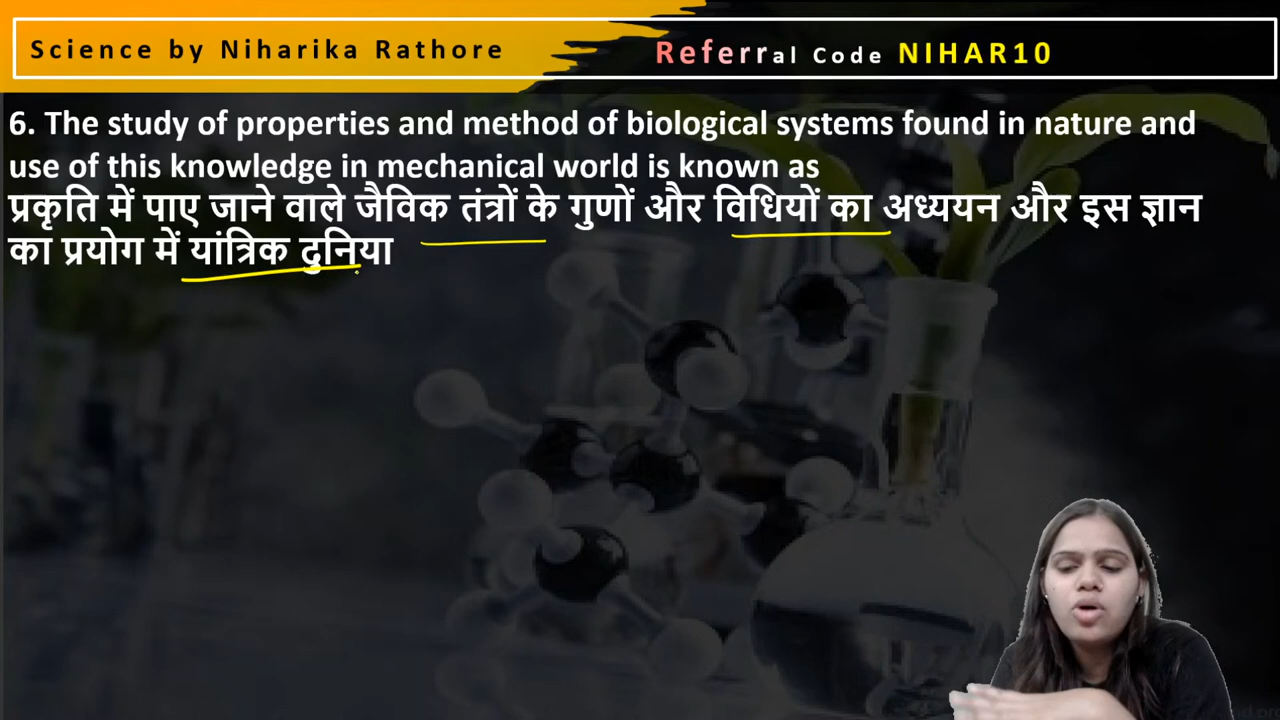 Science by Niharika Rathore
Referral Code NIHAR10
6. The study of properties and method of biological systems found in nature and
use of this knowledge in mechanical world is known as
प्रकृति में पाए जाने वाले जैविक तंत्रों के गुणों और विधियों का अध्ययन और इस ज्ञान
का प्रयोग में यांत्रिक दुनिया